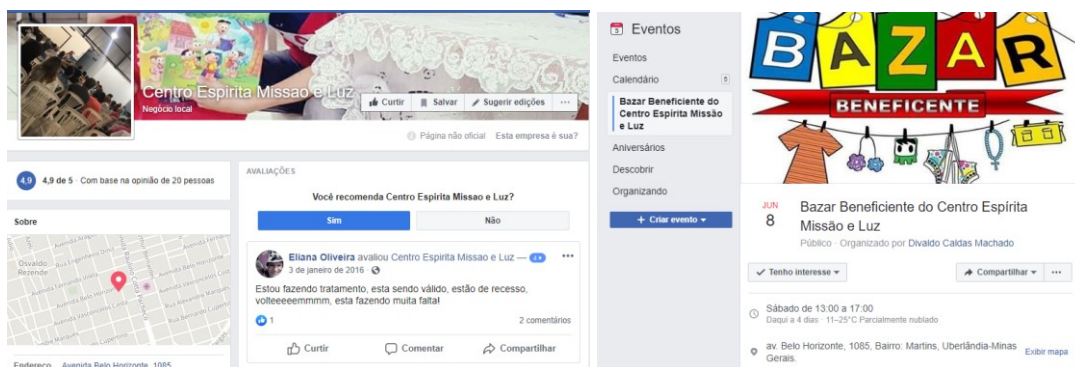 Centro Espirita Missao e Luz
Negócio local
Curtir
Salvar
Sugerir edições
Página não oficial Esta empresa é sua?
4,9
4,9 de 5 · Com base na opinião de 20 pessoas
Sobre
Osvaldo
Rezende
Endereço Avenida Belo Horizonte, 1085
AVALIAÇÕES
Você recomenda Centro Espirita Missao e Luz?
Sim
Não
Eliana Oliveira avaliou Centro Espirita Missao e Luz —
3 de janeiro de 2016 ·
Estou fazendo tratamento, esta sendo válido, estão de recesso,
volteeeeemmmm, esta fazendo muita falta!
1
2 comentários
Curtir
Comentar
Compartilhar
5
Eventos
Eventos
Calendário 5
Bazar Beneficiente do
Centro Espírita Missão
e Luz
Aniversários
Descobrir
Organizando
+ Criar evento
BAZAR
BENEFICENTE
JUN
8
Bazar Beneficiente do Centro Espírita
Missão e Luz
Público · Organizado por Divaldo Caldas Machado
Tenho interesse
Compartilhar
Sábado de 13:00 a 17:00
Daqui a 4 dias · 11–25°C Parcialmente nublado
av. Belo Horizonte, 1085, Bairro: Martins, Uberlândia-Minas
Gerais.
Exibir mapa